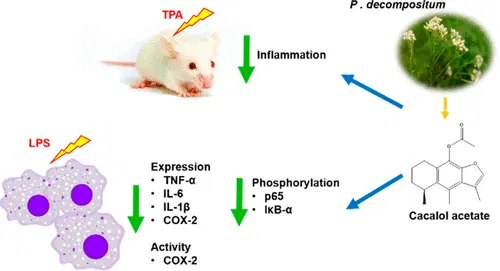 P. decompositum
TPA
Inflammation
LPS
Expression
• TNF-α
• IL-6
• IL-1β
• COX-2
Activity
• COX-2
Phosphorylation
• p65
• IκB-α
O
O
O
Cacalol acetate